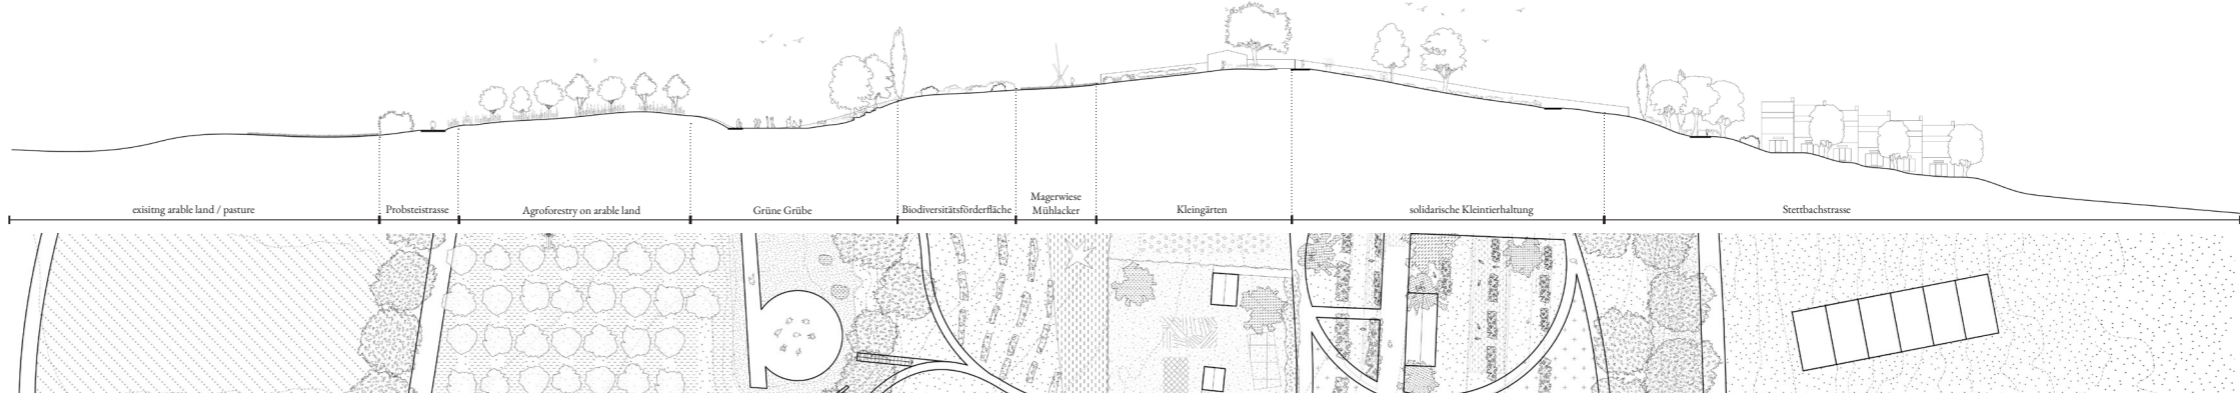 exisitng arable land / pasture
Probsteistrasse
Agroforestry on arable land
Grüne Grübe
Biodiversitätsförderfläche
Magerwiese
Mühlacker
Kleingärten
solidarische Kleintierhaltung
Stettbachstrasse